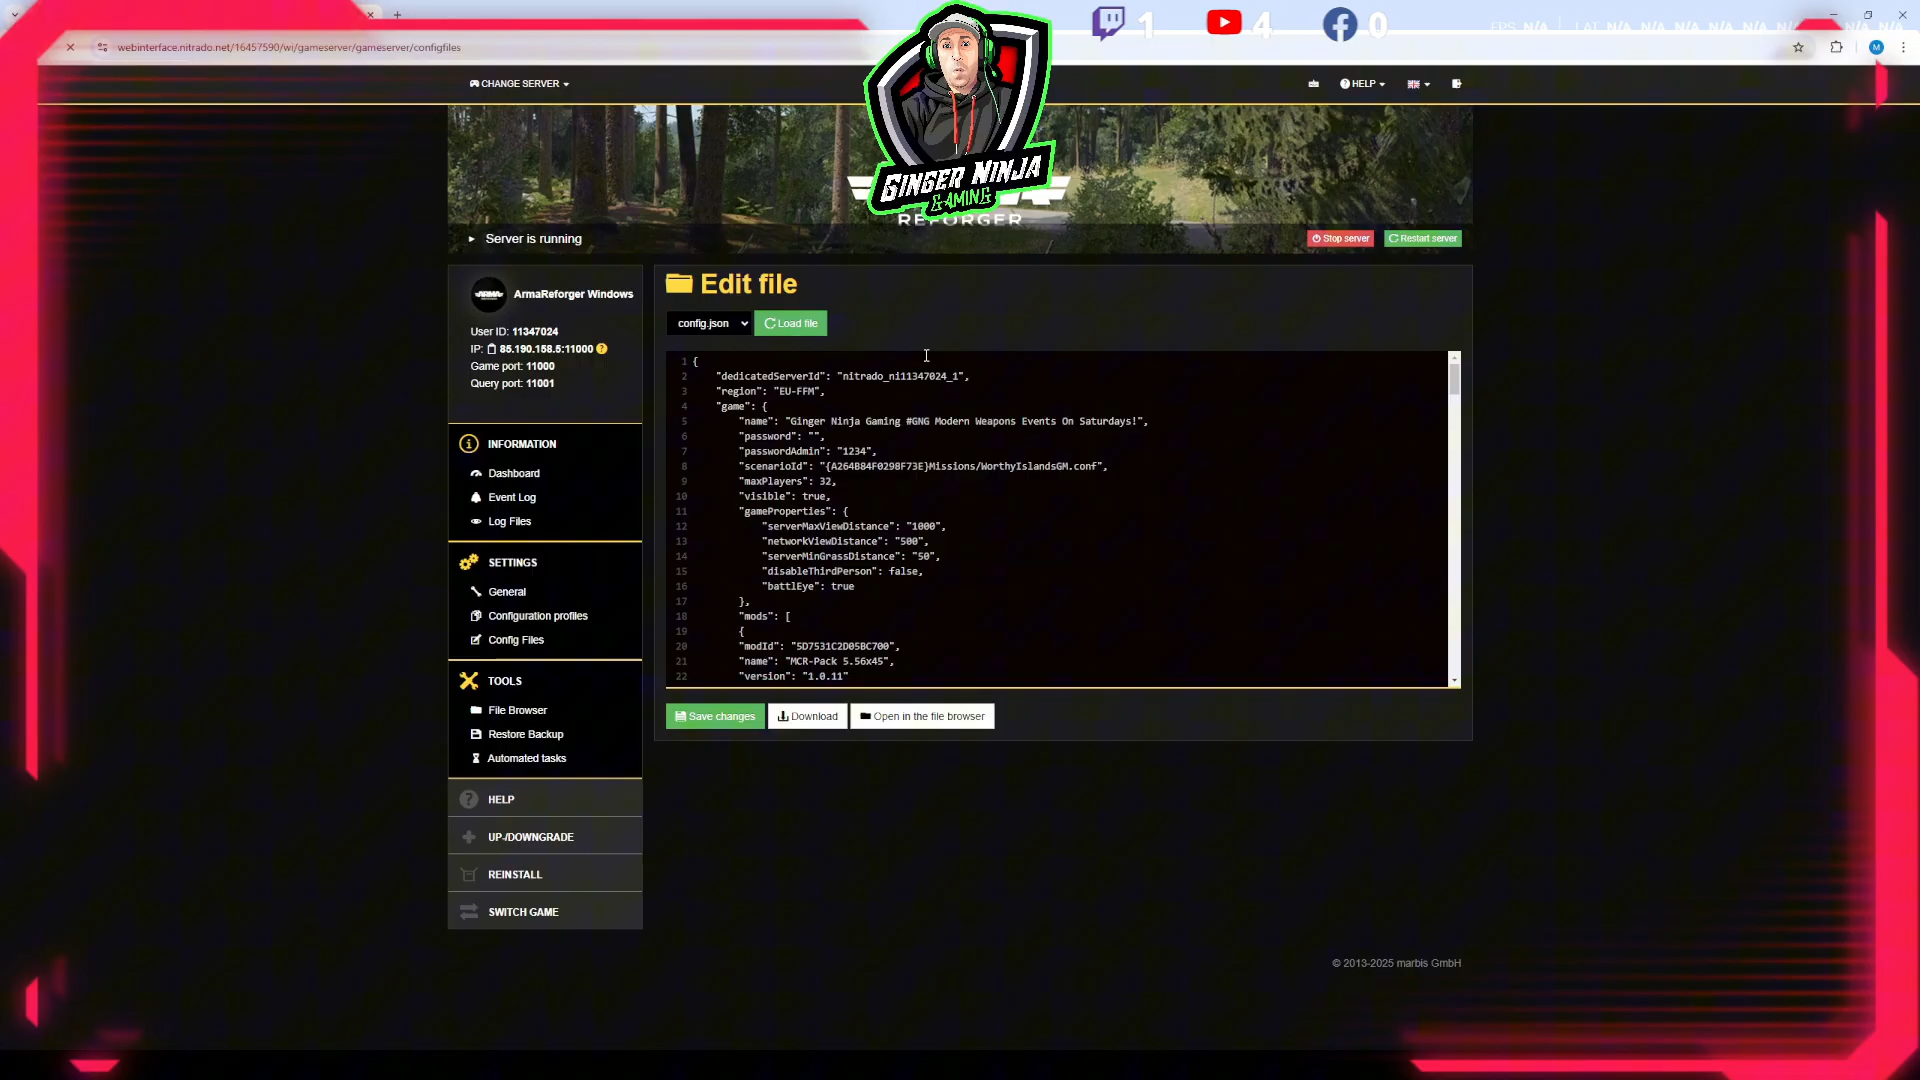 1
4
0
FPS N/A LAT N/A N/A N/A N/A N/A N/A N/A N/A
webinterface.nitrado.net/16457590/wi/gameserver/gameserver/configfiles
M
CHANGE SERVER
HELP
GINGER NINJA
GAMING
REFORGER
Server is running
Stop server
Restart server
ARMA
ArmaReforger Windows
User ID: 11347024
IP: 85.190.158.5:11000
Game port: 11000
Query port: 11001
INFORMATION
Dashboard
Event Log
Log Files
SETTINGS
General
Configuration profiles
Config Files
TOOLS
File Browser
Restore Backup
Automated tasks
HELP
UP-/DOWNGRADE
REINSTALL
SWITCH GAME
Edit file
config.json
Load file
1 {
2 "dedicatedServerId": "nitrado_ni11347024_1",
3 "region": "EU-FFM",
4 "game": {
5 "name": "Ginger Ninja Gaming #GNG Modern Weapons Events On Saturdays!",
6 "password": "",
7 "passwordAdmin": "1234",
8 "scenarioId": "{A264B84F0298F73E}Missions/WorthyIslandsGM.conf",
9 "maxPlayers": 32,
10 "visible": true,
11 "gameProperties": {
12 "serverMaxViewDistance": "1000",
13 "networkViewDistance": "500",
14 "serverMinGrassDistance": "50",
15 "disableThirdPerson": false,
16 "battlEye": true
17 },
18 "mods": [
19 {
20 "modId": "5D7531C2D05BC700",
21 "name": "MCR-Pack 5.56x45",
22 "version": "1.0.11"
Save changes
Download
Open in the file browser
© 2013-2025 marbis GmbH